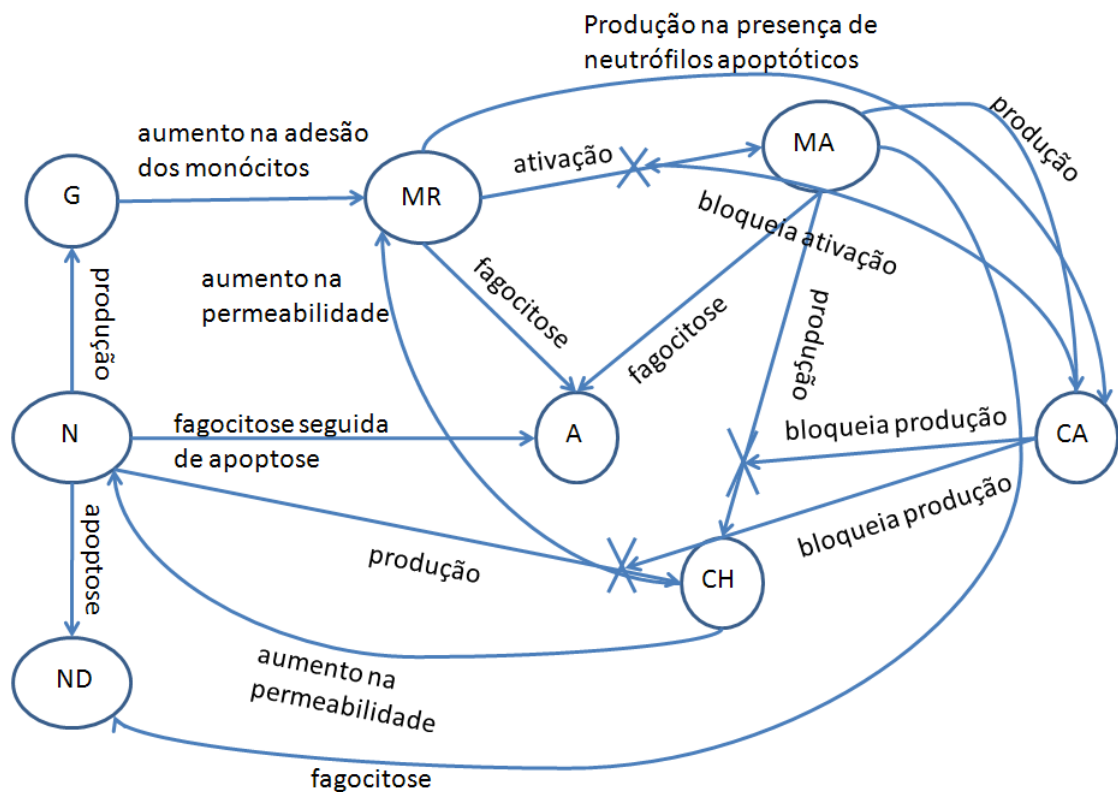 Produção na presença de
neutrófilos apoptóticos
produção
aumento na adesão
dos monócitos
ativação
MA
G
MR
bloqueia ativação
aumento na
permeabilidade
fagocitose
fagocitose
produção
produção
N
fagocitose seguida
de apoptose
A
bloqueia produção
CA
bloqueia produção
apoptose
produção
CH
ND
aumento na
permeabilidade
fagocitose